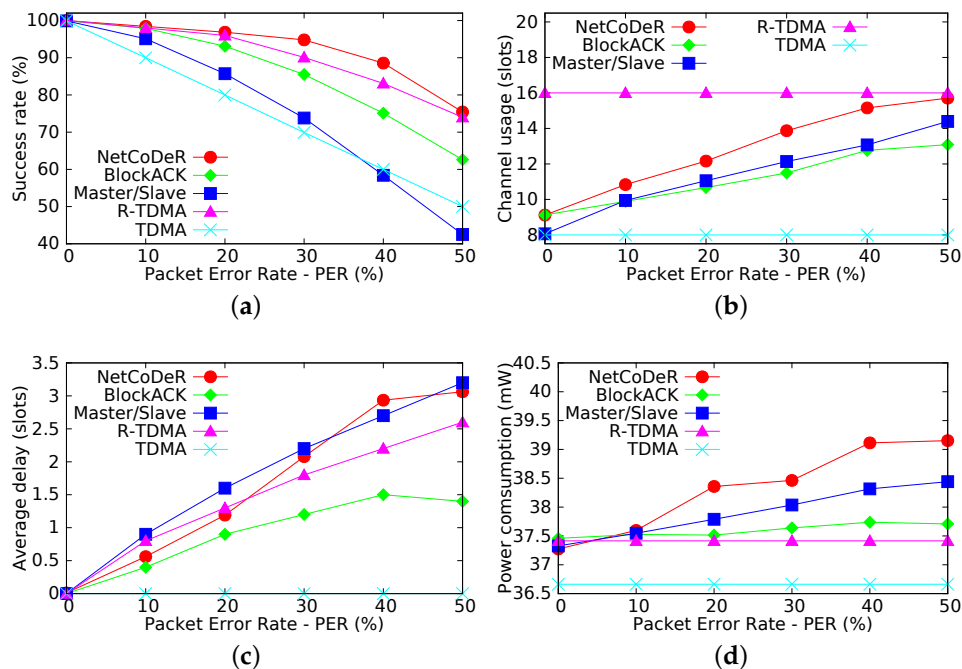 100
90
80
70
60
50
40
Success rate (%)
NetCoDeR
BlockACK
Master/Slave
R-TDMA
TDMA
0 10 20 30 40 50
Packet Error Rate - PER (%)
(a)
NetCoDeR R-TDMA
BlockACK TDMA
Master/Slave
20
18
16
14
12
10
8
Channel usage (slots)
0 10 20 30 40 50
Packet Error Rate - PER (%)
(b)
3.5
3
2.5
2
1.5
1
0.5
0
Average delay (slots)
NetCoDeR
BlockACK
Master/Slave
R-TDMA
TDMA
0 10 20 30 40 50
Packet Error Rate - PER (%)
(c)
40.5
40
39.5
39
38.5
38
37.5
37
36.5
Power comsumption (mW)
NetCoDeR
BlockACK
Master/Slave
R-TDMA
TDMA
0 10 20 30 40 50
Packet Error Rate - PER (%)
(d)